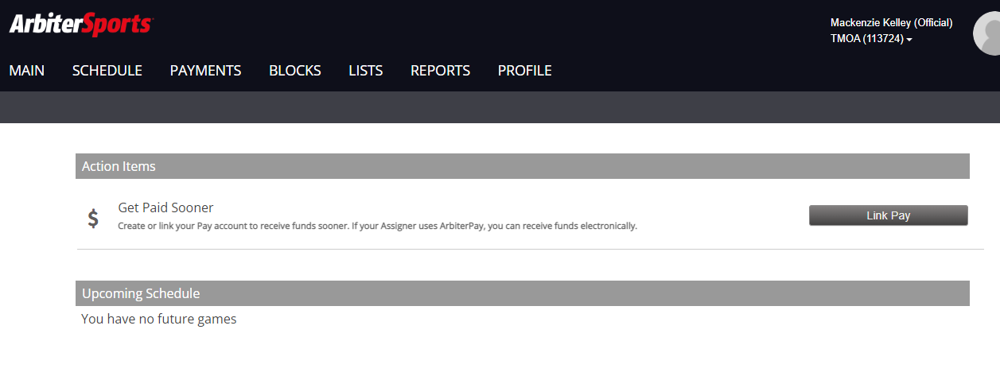 ArbiterSports
Mackenzie Kelley (Official)
TMOA (113724)
MAIN SCHEDULE PAYMENTS BLOCKS LISTS REPORTS PROFILE
Action Items
$
Get Paid Sooner
Create or link your Pay account to receive funds sooner. If your Assigner uses ArbiterPay, you can receive funds electronically.
Link Pay
Upcoming Schedule
You have no future games